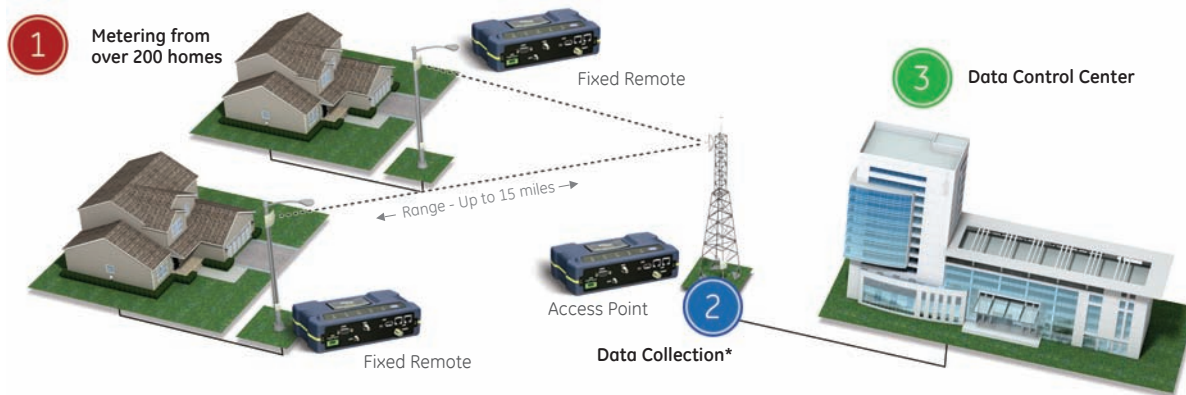 1
Metering from
over 200 homes
Fixed Remote
3
Data Control Center
Range - Up to 15 miles
Access Point
2
Fixed Remote
Data Collection*